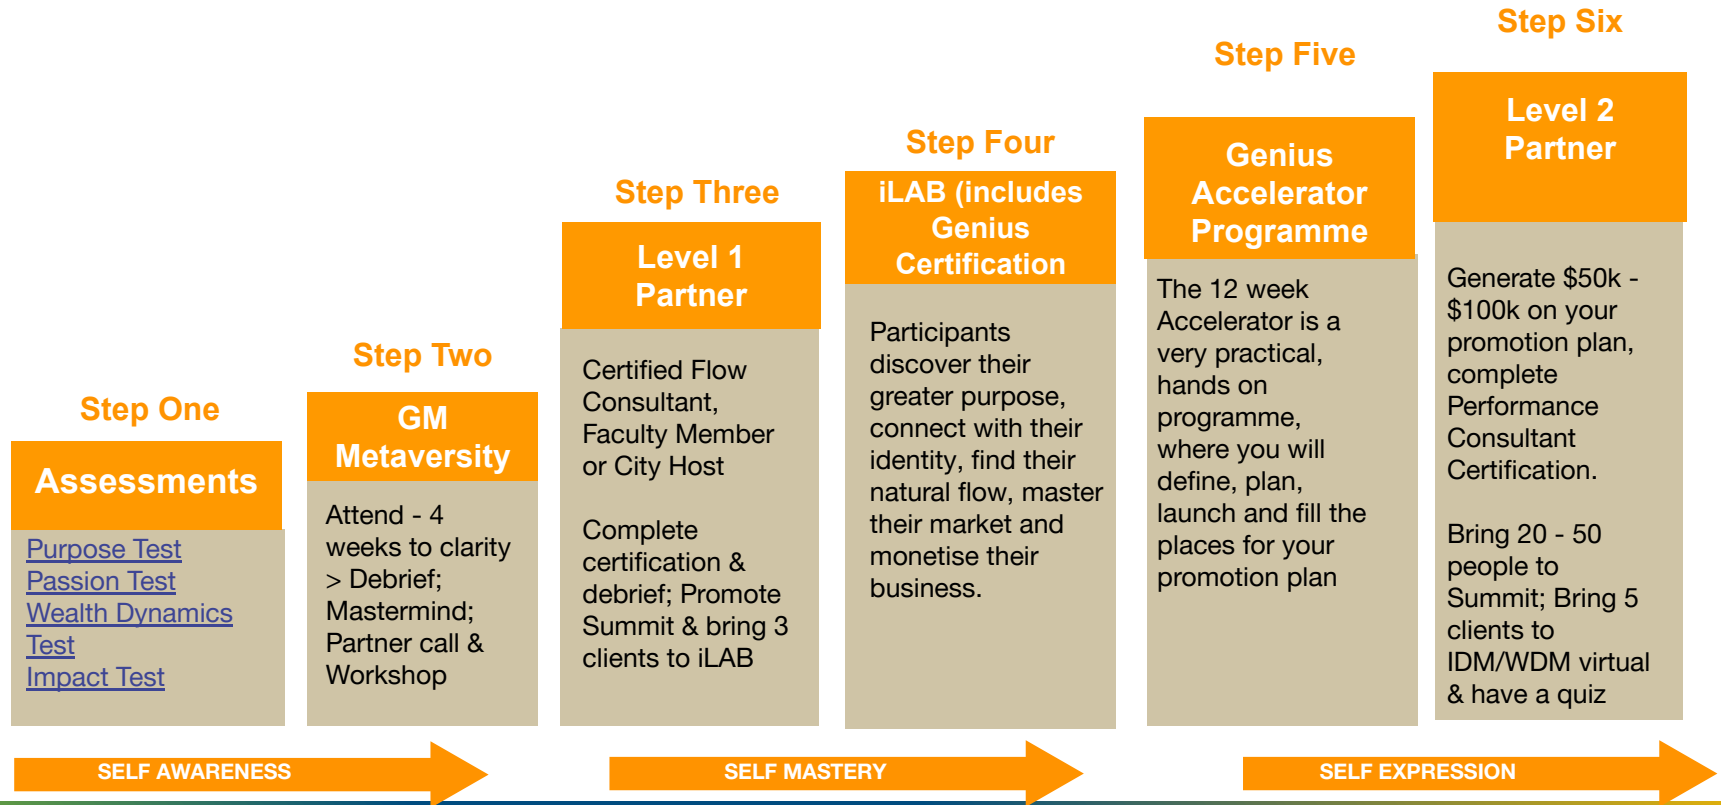 Step One
Assessments
Purpose Test
Passion Test
Wealth Dynamics
Test
Impact Test
Step Two
GM
Metaversity
Attend - 4
weeks to clarity
> Debrief;
Mastermind;
Partner call &
Workshop
Step Three
Level 1
Partner
Certified Flow
Consultant,
Faculty Member
or City Host
Complete
certification &
debrief; Promote
Summit & bring 3
clients to iLAB
Step Four
iLAB (includes
Genius
Certification
Participants
discover their
greater purpose,
connect with their
identity, find their
natural flow, master
their market and
monetise their
business.
Step Five
Genius
Accelerator
Programme
The 12 week
Accelerator is a
very practical,
hands on
programme,
where you will
define, plan,
launch and fill the
places for your
promotion plan
Step Six
Level 2
Partner
Generate $50k -
$100k on your
promotion plan,
complete
Performance
Consultant
Certification.
Bring 20 - 50
people to
Summit; Bring 5
clients to
IDM/WDM virtual
& have a quiz
SELF AWARENESS
SELF MASTERY
SELF EXPRESSION